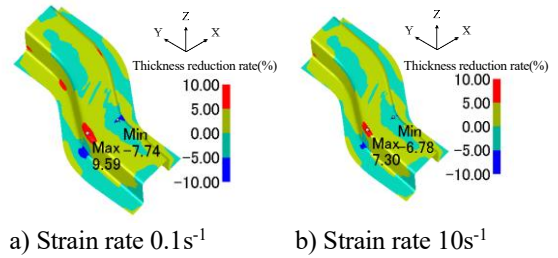 Z
Y
X
Thickness reduction rate(%)
10.00
5.00
0.00
−5.00
−10.00
Min
−7.74
Max
9.59
a) Strain rate 0.1s-1
Z
Y
X
Thickness reduction rate(%)
10.00
5.00
0.00
−5.00
−10.00
Min
−6.78
Max
7.30
b) Strain rate 10s-1